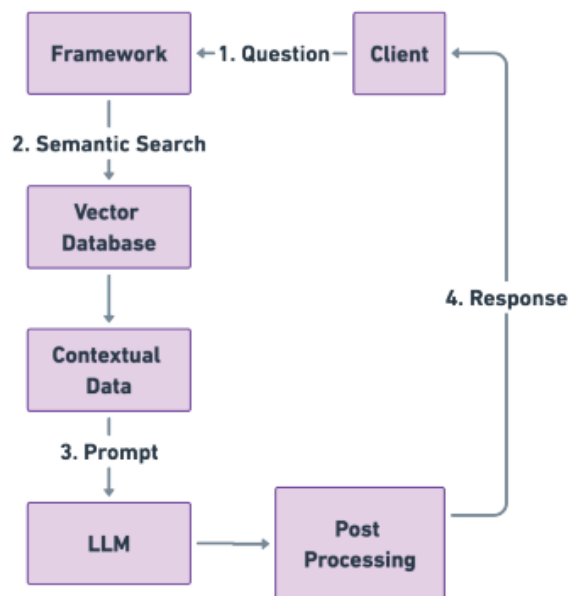 Framework
1. Question
Client
2. Semantic Search
Vector
Database
Contextual
Data
4. Response
3. Prompt
LLM
Post
Processing